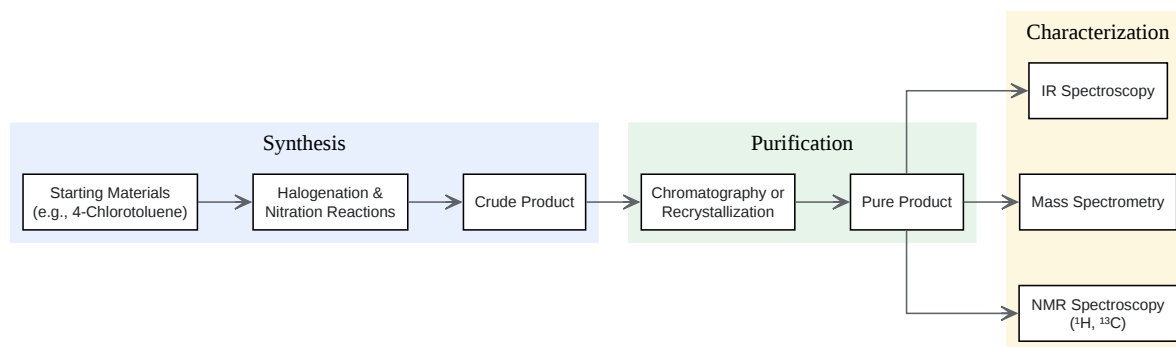 Synthesis
Starting Materials
(e.g., 4-Chlorotoluene)
Halogenation &
Nitration Reactions
Crude Product
Purification
Chromatography or
Recrystallization
Pure Product
Characterization
IR Spectroscopy
Mass Spectrometry
NMR Spectroscopy
(¹H, ¹³C)